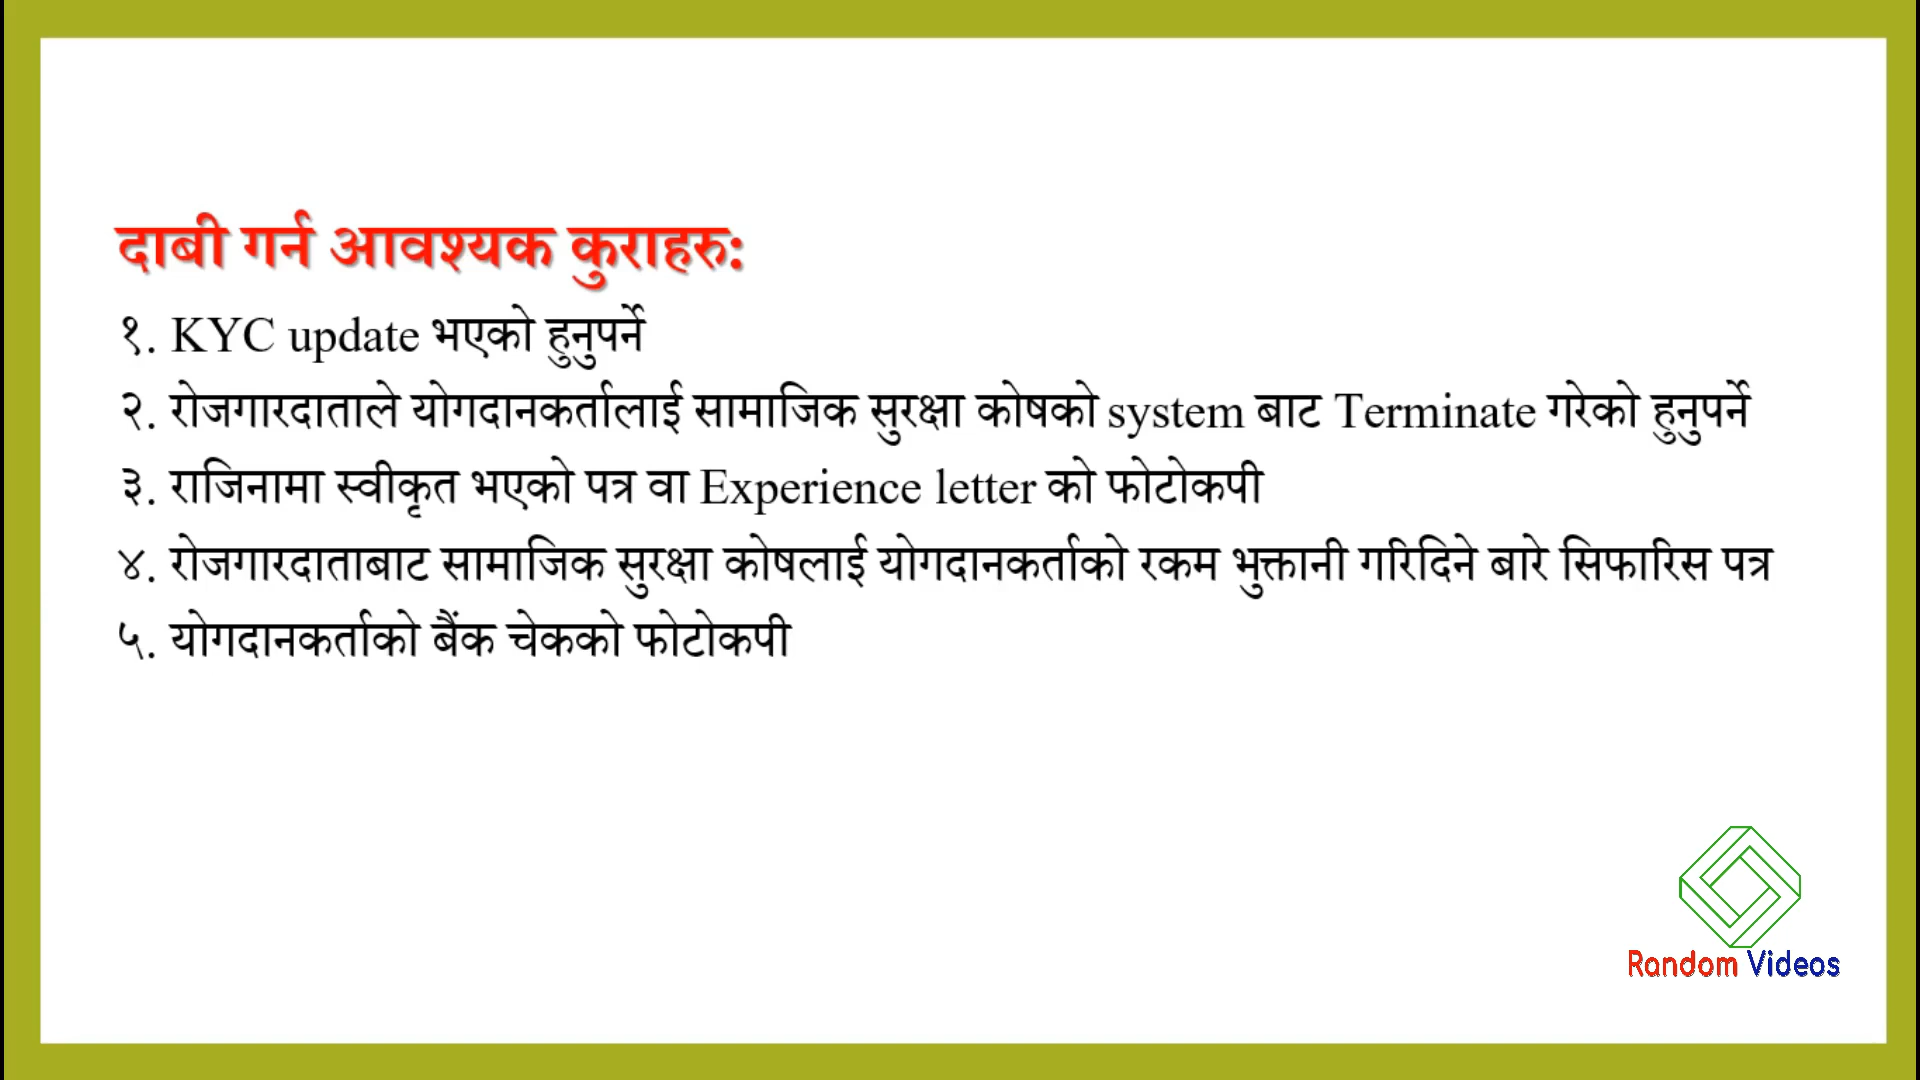 दाबी गर्न आवश्यक कुराहरु:
१. KYC update भएको हुनुपर्ने
२. रोजगारदाताले योगदानकर्तालाई सामाजिक सुरक्षा कोषको system बाट Terminate गरेको हुनुपर्ने
३. राजिनामा स्वीकृत भएको पत्र वा Experience letter को फोटोकपी
४. रोजगारदाताबाट सामाजिक सुरक्षा कोषलाई योगदानकर्ताको रकम भुक्तानी गरिदिने बारे सिफारिस पत्र
५. योगदानकर्ताको बैंक चेकको फोटोकपी
Random Videos